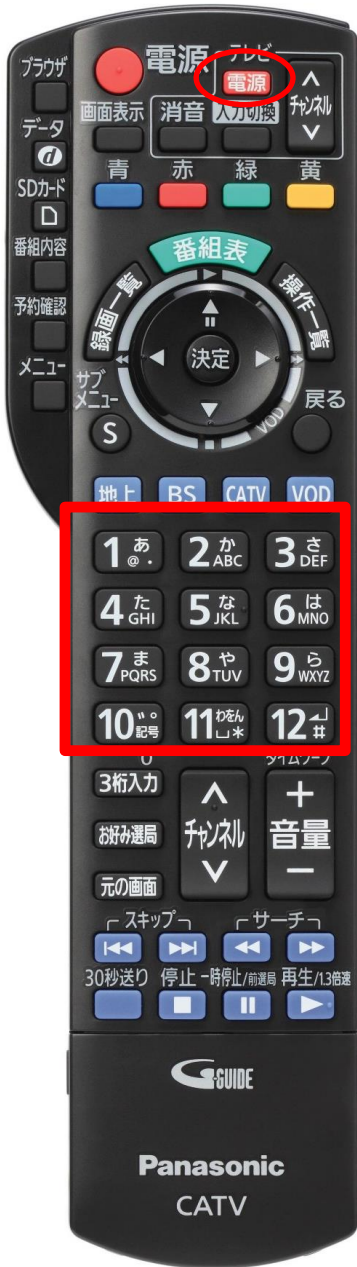 ブラウザ
電源
テレビ
電源
チャンネル
データ
画面表示
消音
入力切換
d
青
赤
緑
黄
SDカード
番組内容
番組表
予約確認
録画一覧
操作一覧
メニュー
決定
サブ
メニュー
戻る
S
VOD
地上 BS CATV VOD
1 あ @.
2 か ABC
3 さ DEF
4 た GHI
5 な JKL
6 は MNO
7 ま PQRS
8 や TUV
9 ら WXYZ
10 ゛゜ 記号
11 わをん ␣*
12 #
3桁入力
チャンネル
+
音量
−
お好み選局
元の画面
スキップ
サーチ
30秒送り 停止 一時停止/前選局 再生/1.3倍速
G-GUIDE
Panasonic
CATV